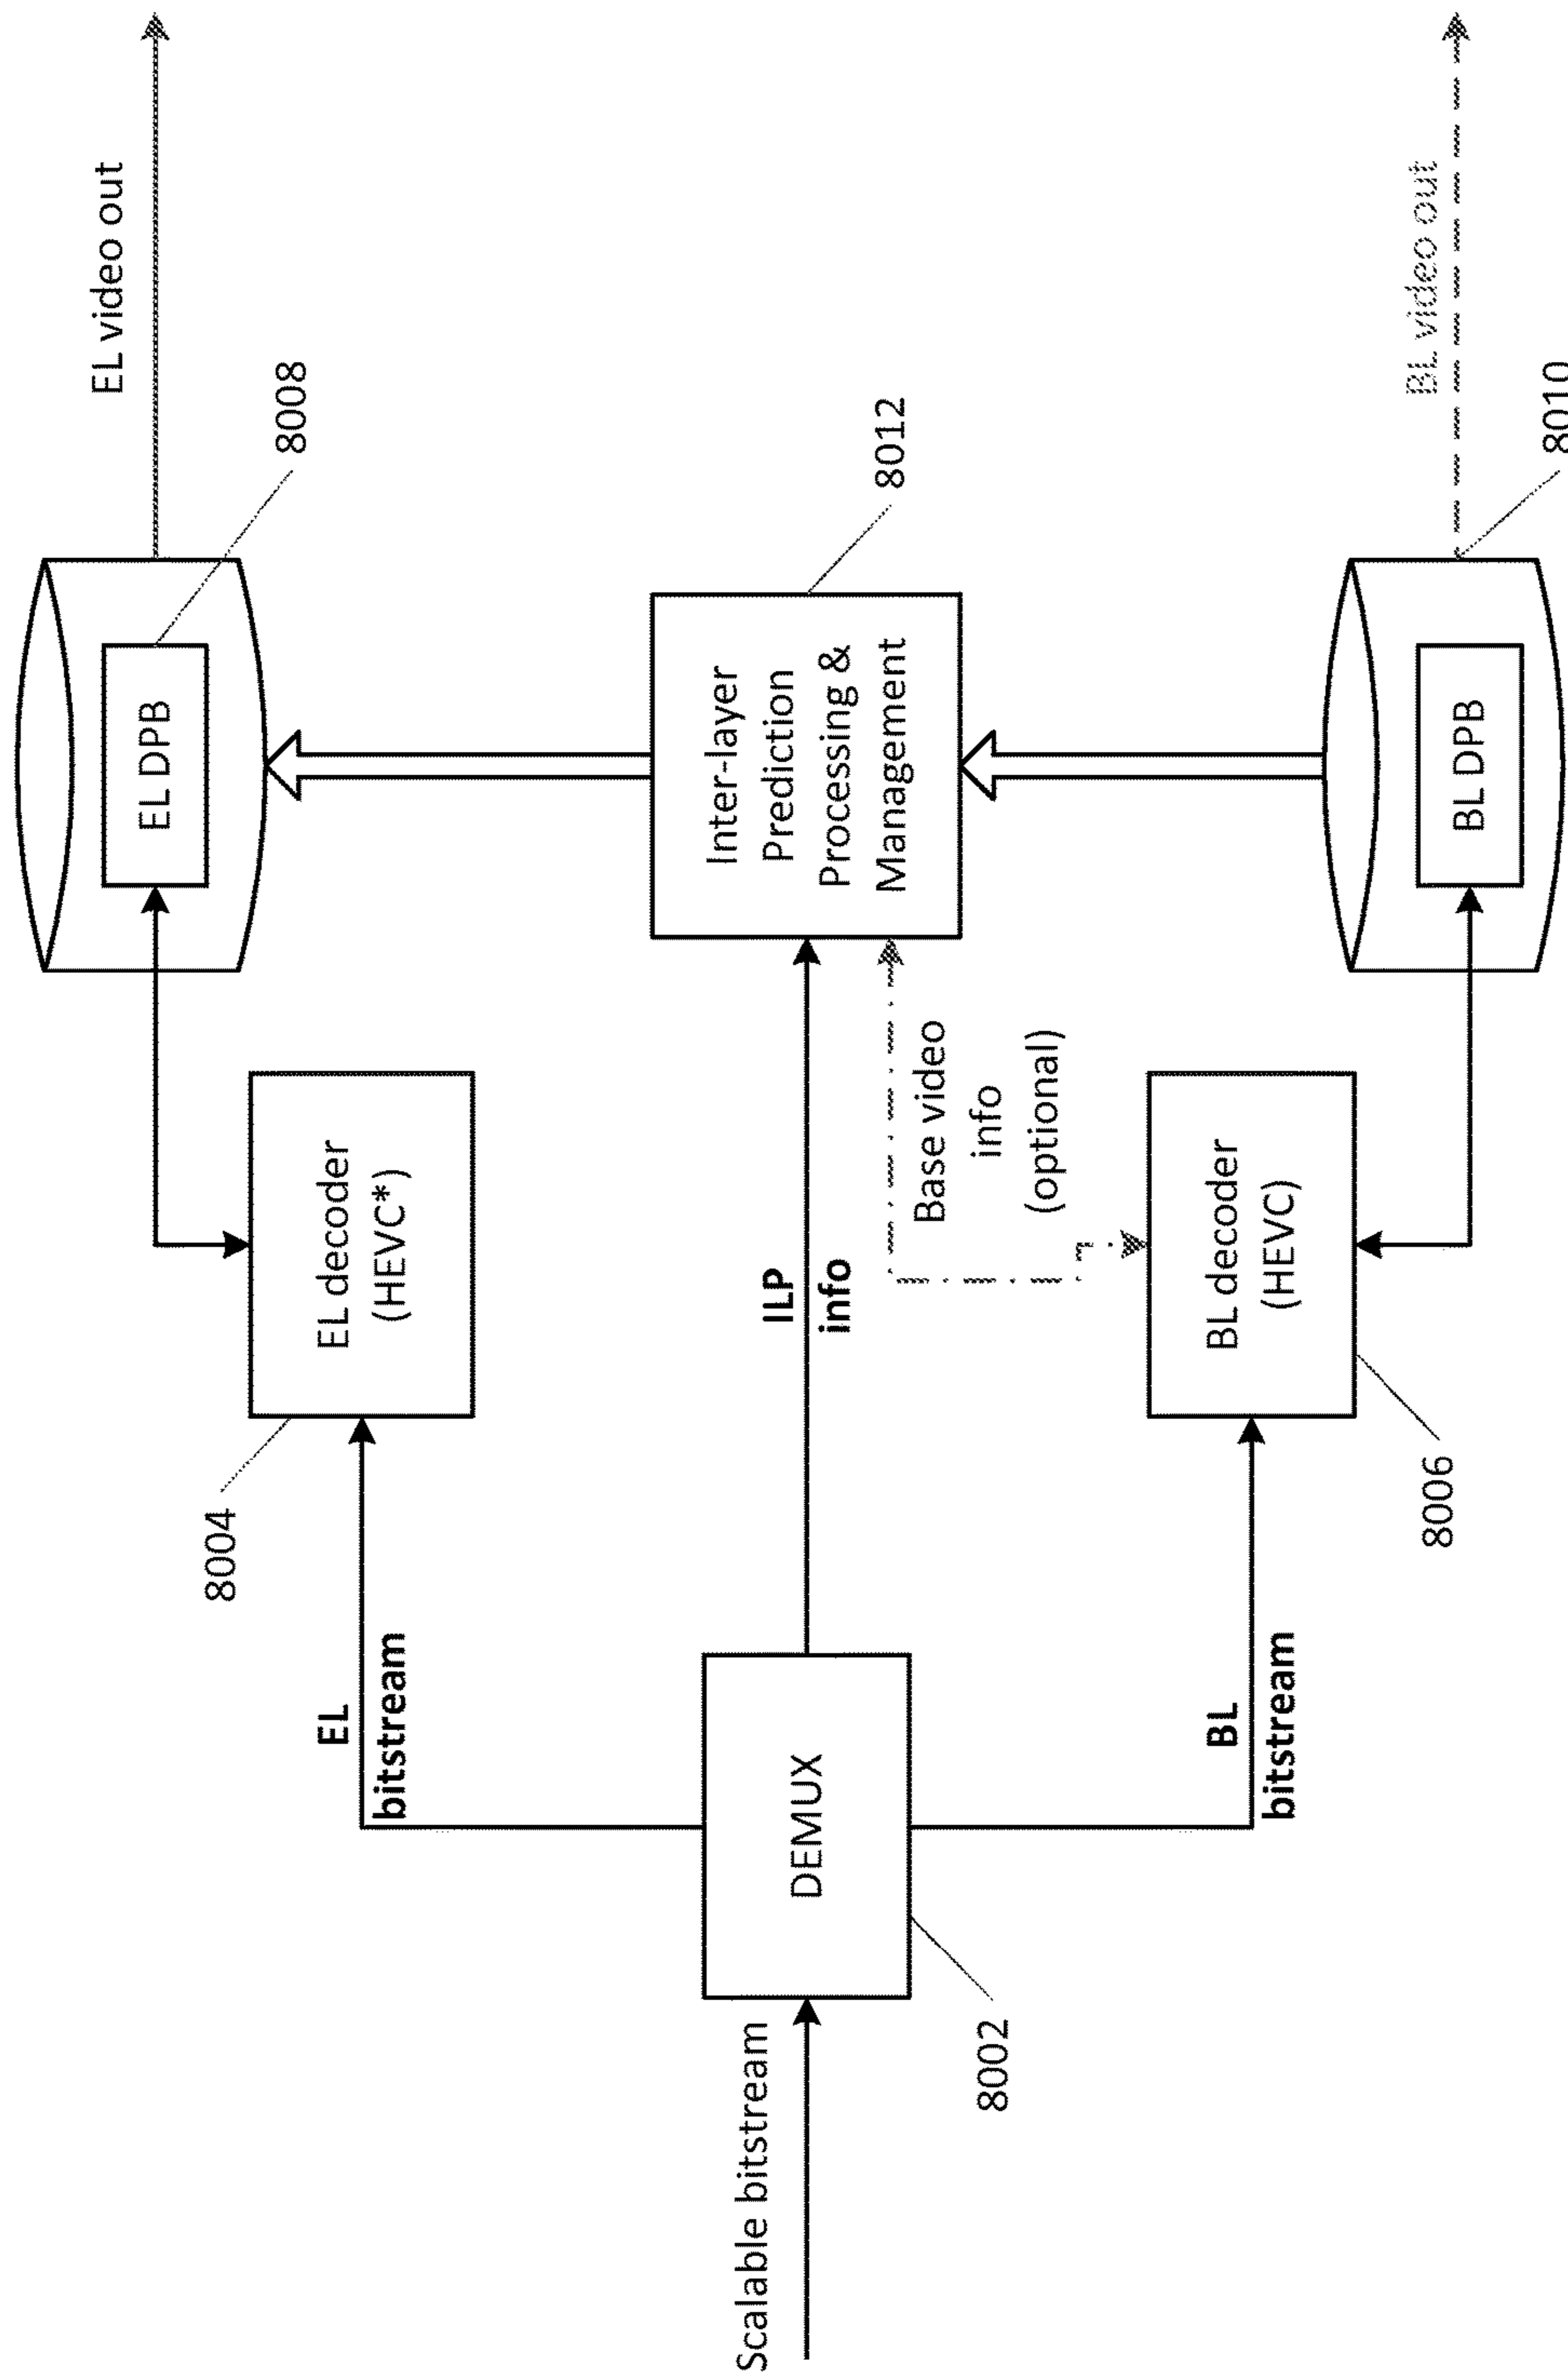 EL video out
8008
EL DPB
EL decoder
(HEVC*)
8004
EL
bitstream
Inter-layer
Prediction
Processing &
Management
8012
ILP
info
Base video
info
(optional)
Scalable bitstream
DEMUX
8002
BL
bitstream
BL decoder
(HEVC)
8006
BL DPB
8010
BL video out